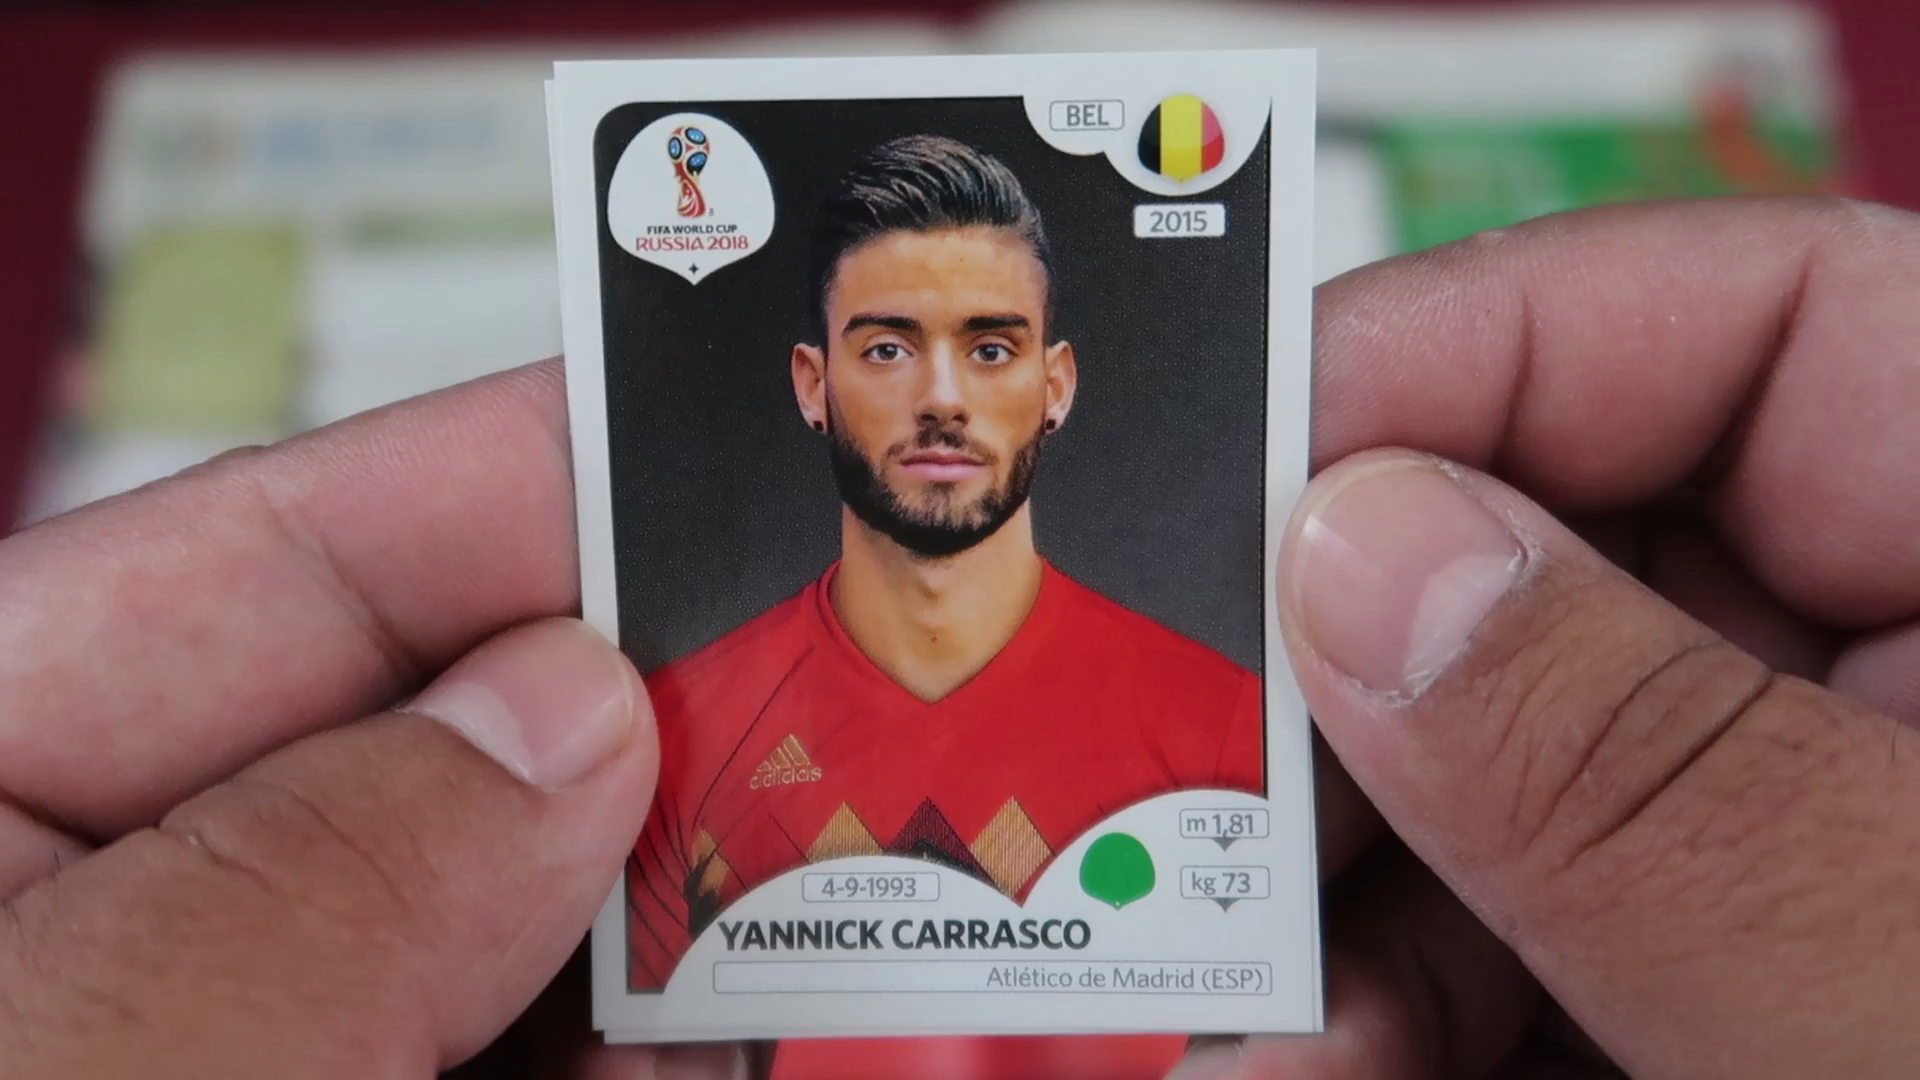 BEL
2015
FIFA WORLD CUP
RUSSIA 2018
adidas
m 1,81
kg 73
4-9-1993
YANNICK CARRASCO
Atlético de Madrid (ESP)